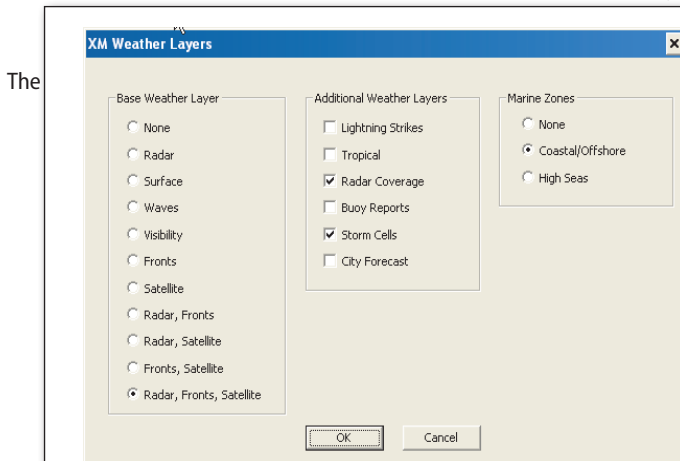 XM Weather Layers
The
Base Weather Layer
None
Radar
Surface
Waves
Visibility
Fronts
Satellite
Radar, Fronts
Radar, Satellite
Fronts, Satellite
Radar, Fronts, Satellite
Additional Weather Layers
Lightning Strikes
Tropical
Radar Coverage
Buoy Reports
Storm Cells
City Forecast
Marine Zones
None
Coastal/Offshore
High Seas
OK
Cancel